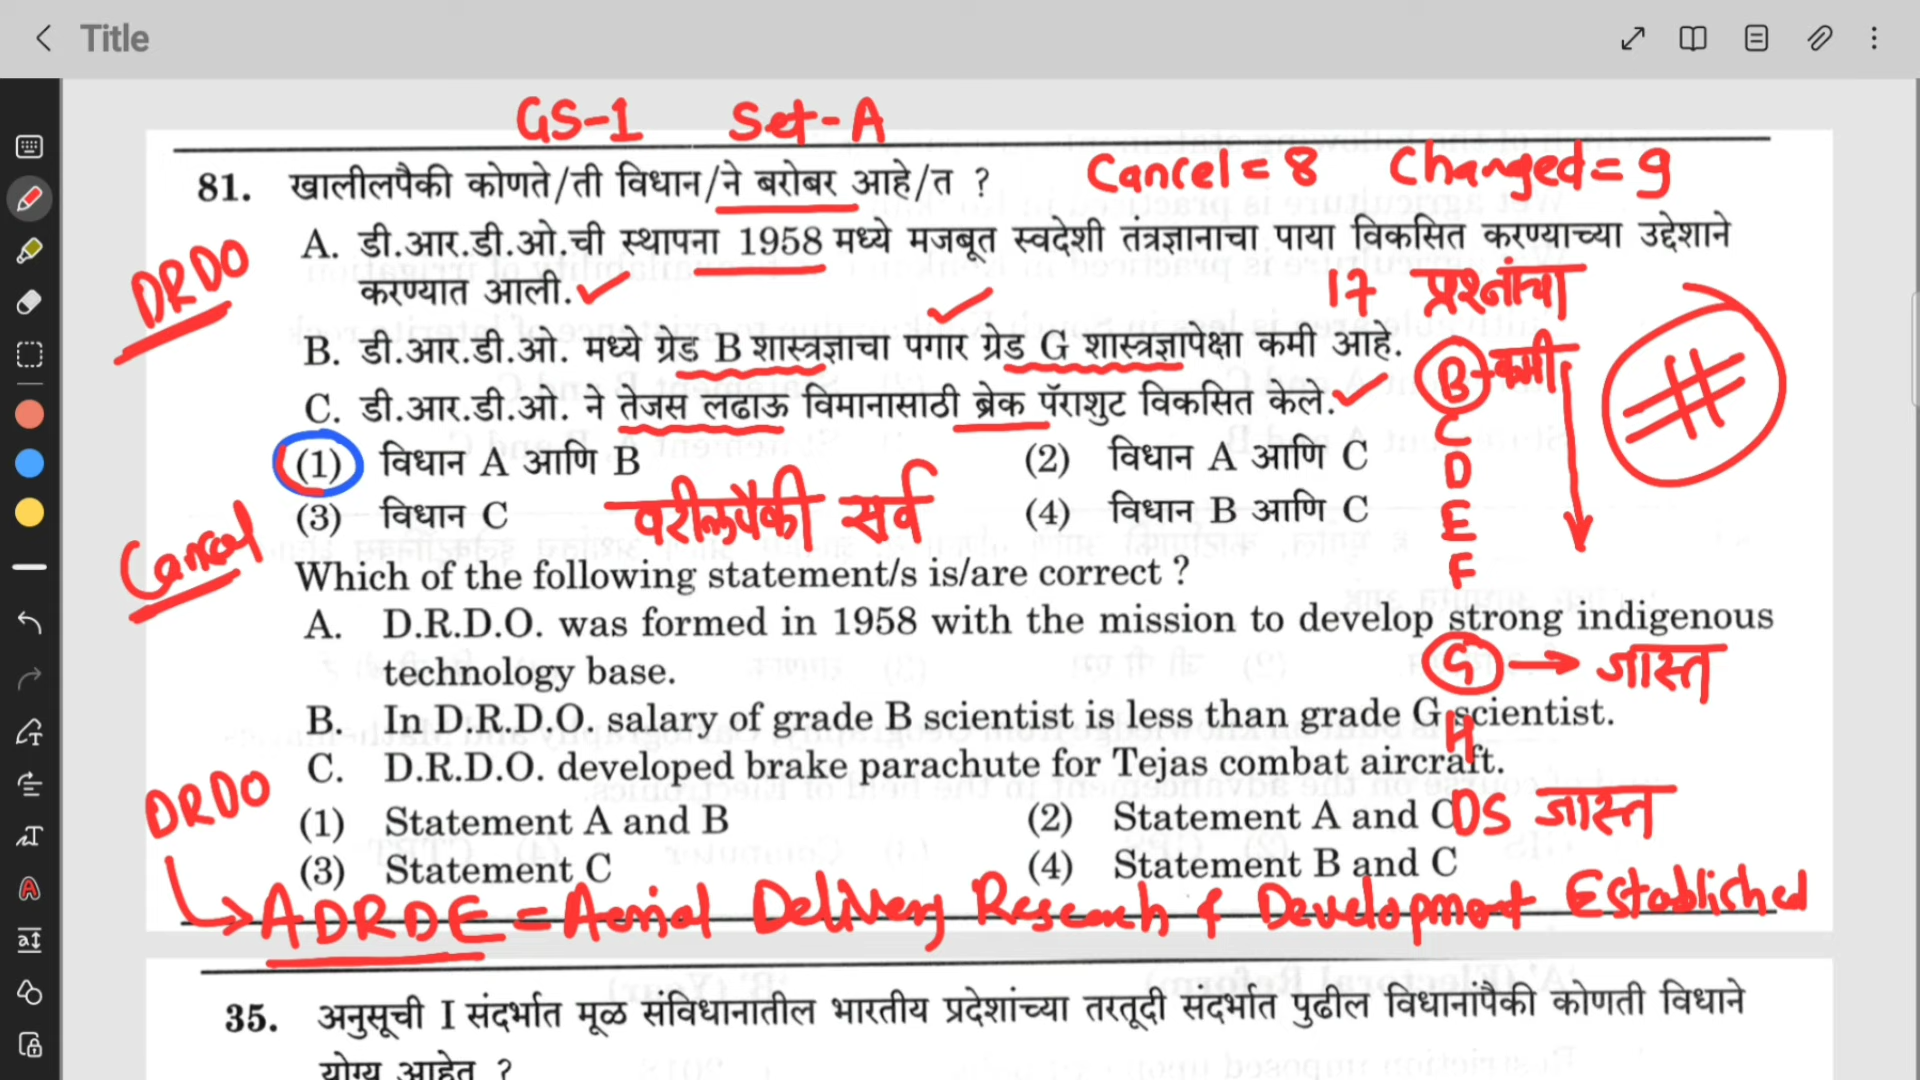 Title
GS-1 Set-A
Cancel = 8 Changed = 9
81. खालीलपैकी कोणते/ती विधान/ने बरोबर आहे/त ?
DRDO
A. डी.आर.डी.ओ.ची स्थापना 1958 मध्ये मजबूत स्वदेशी तंत्रज्ञानाचा पाया विकसित करण्याच्या उद्देशाने
करण्यात आली.
17 प्रश्नांचा
B. डी.आर.डी.ओ. मध्ये ग्रेड B शास्त्रज्ञाचा पगार ग्रेड G शास्त्रज्ञापेक्षा कमी आहे.
B कमी
C. डी.आर.डी.ओ. ने तेजस लढाऊ विमानासाठी ब्रेक पॅराशुट विकसित केले.
C
D
E
F
(1) विधान A आणि B (2) विधान A आणि C
(3) विधान C (4) विधान B आणि C
वरीलपैकी सर्व
Cancel
Which of the following statement/s is/are correct ?
A. D.R.D.O. was formed in 1958 with the mission to develop strong indigenous
technology base.
G → जास्त
B. In D.R.D.O. salary of grade B scientist is less than grade G scientist.
H
C. D.R.D.O. developed brake parachute for Tejas combat aircraft.
DRDO
(1) Statement A and B (2) Statement A and C
DS जास्त
(3) Statement C (4) Statement B and C
ADRDE = Aerial Delivery Research & Development Established
35. अनुसूची I संदर्भात मूळ संविधानातील भारतीय प्रदेशांच्या तरतूदी संदर्भात पुढील विधानांपैकी कोणती विधाने
योग्य आहेत ?